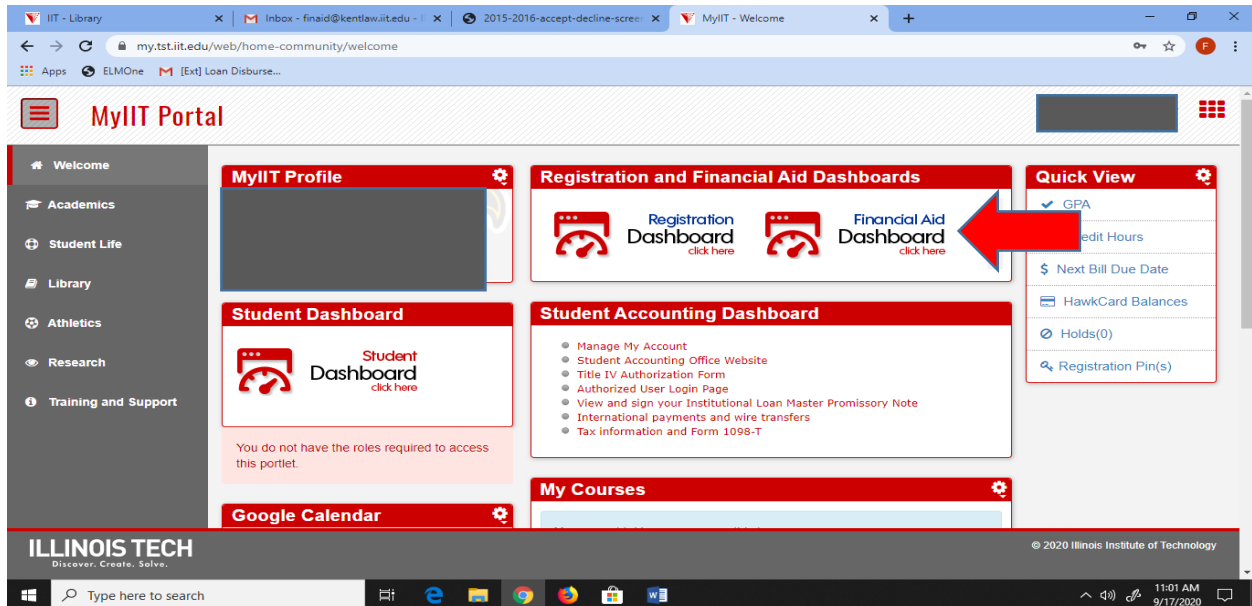 IIT - Library
Inbox - finaid@kentlaw.iit.edu - I
2015-2016-accept-decline-scree
MyIIT - Welcome
my.tst.iit.edu/web/home-community/welcome
F
Apps
ELMOne
[Ext] Loan Disburse...
MyIIT Portal
Welcome
Academics
Student Life
Library
Athletics
Research
Training and Support
MyIIT Profile
Student Dashboard
Student
Dashboard
click here
You do not have the roles required to access
this portlet.
Google Calendar
Registration and Financial Aid Dashboards
Registration
Dashboard
click here
Financial Aid
Dashboard
click here
Student Accounting Dashboard
Manage My Account
Student Accounting Office Website
Title IV Authorization Form
Authorized User Login Page
View and sign your Institutional Loan Master Promissory Note
International payments and wire transfers
Tax information and Form 1098-T
My Courses
Quick View
GPA
edit Hours
$ Next Bill Due Date
HawkCard Balances
Holds(0)
Registration Pin(s)
ILLINOIS TECH
Discover. Create. Solve.
© 2020 Illinois Institute of Technology
Type here to search
11:01 AM
9/17/2020